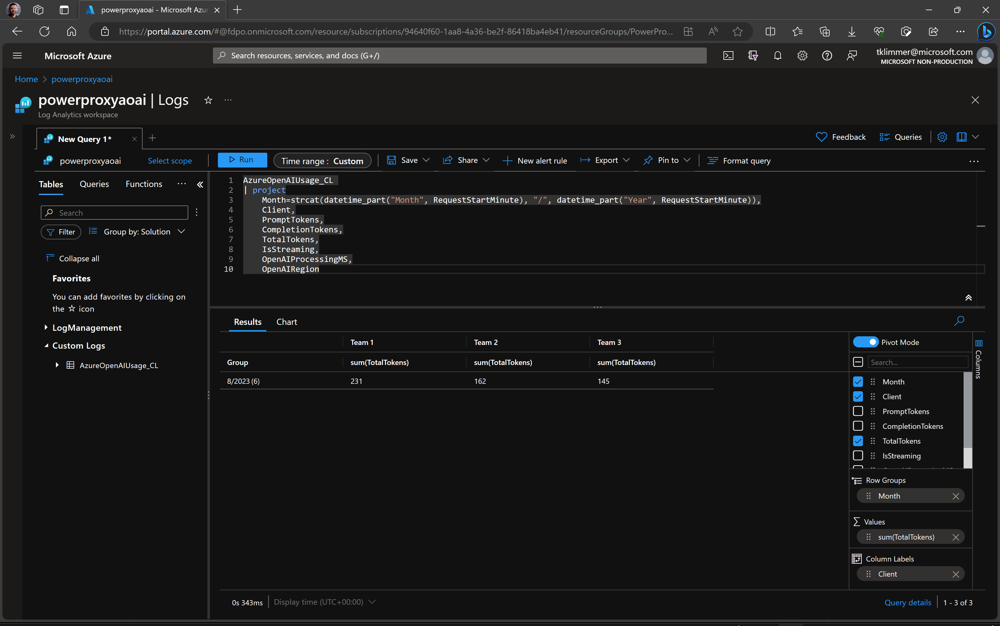 powerproxyaoai - Microsoft Azur
https://portal.azure.com/#@fdpo.onmicrosoft.com/resource/subscriptions/94640f60-1aa8-4a36-be2f-86418ba4eb41/resourceGroups/PowerPro...
Microsoft Azure
Search resources, services, and docs (G+/)
tklimmer@microsoft.com
MICROSOFT NON-PRODUCTION
Home > powerproxyaoai
powerproxyaoai | Logs
Log Analytics workspace
New Query 1*
Feedback
Queries
powerproxyaoai
Select scope
Run
Time range : Custom
Save
Share
New alert rule
Export
Pin to
Format query
Tables
Queries
Functions
Search
Filter
Group by: Solution
Collapse all
Favorites
You can add favorites by clicking on
the ☆ icon
LogManagement
Custom Logs
AzureOpenAIUsage_CL
1 AzureOpenAIUsage_CL
2 | project
3 Month=strcat(datetime_part("Month", RequestStartMinute), "/", datetime_part("Year", RequestStartMinute)),
4 Client,
5 PromptTokens,
6 CompletionTokens,
7 TotalTokens,
8 IsStreaming,
9 OpenAIProcessingMS,
10 OpenAIRegion
Results
Chart
Team 1
Team 2
Team 3
Group
sum(TotalTokens)
sum(TotalTokens)
sum(TotalTokens)
8/2023 (6)
231
162
145
Pivot Mode
Search...
Columns
Month
Client
PromptTokens
CompletionTokens
TotalTokens
IsStreaming
Row Groups
Month
Values
sum(TotalTokens)
Column Labels
Client
0s 343ms
Display time (UTC+00:00)
Query details
1 - 3 of 3